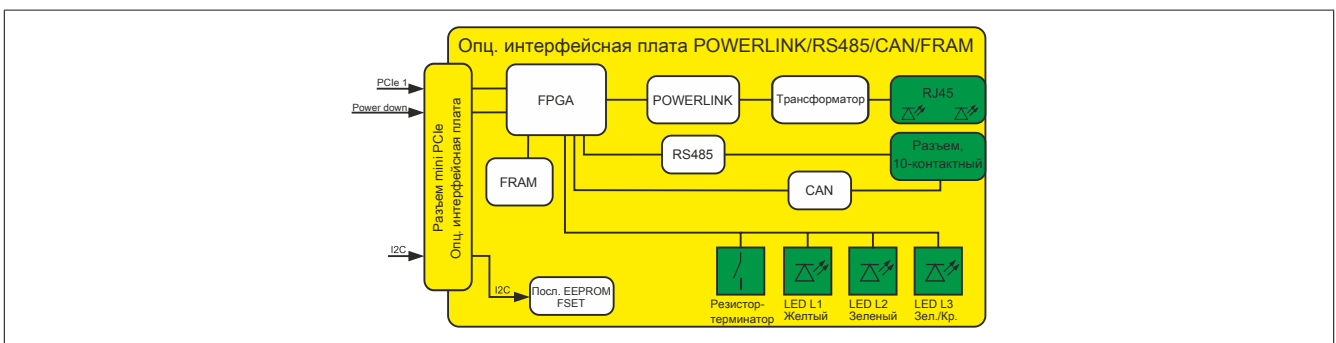 Опц. интерфейсная плата POWERLINK/RS485/CAN/FRAM
PCIe 1
Power down
I2C
Разъем mini PCIe
Опц. интерфейсная плата
FPGA
POWERLINK
Трансформатор
RJ45
RS485
Разъем,
10-контактный
FRAM
CAN
I2C
Посл. EEPROM
FSET
Резистор-
терминатор
LED L1
Желтый
LED L2
Зеленый
LED L3
Зел./Кр.